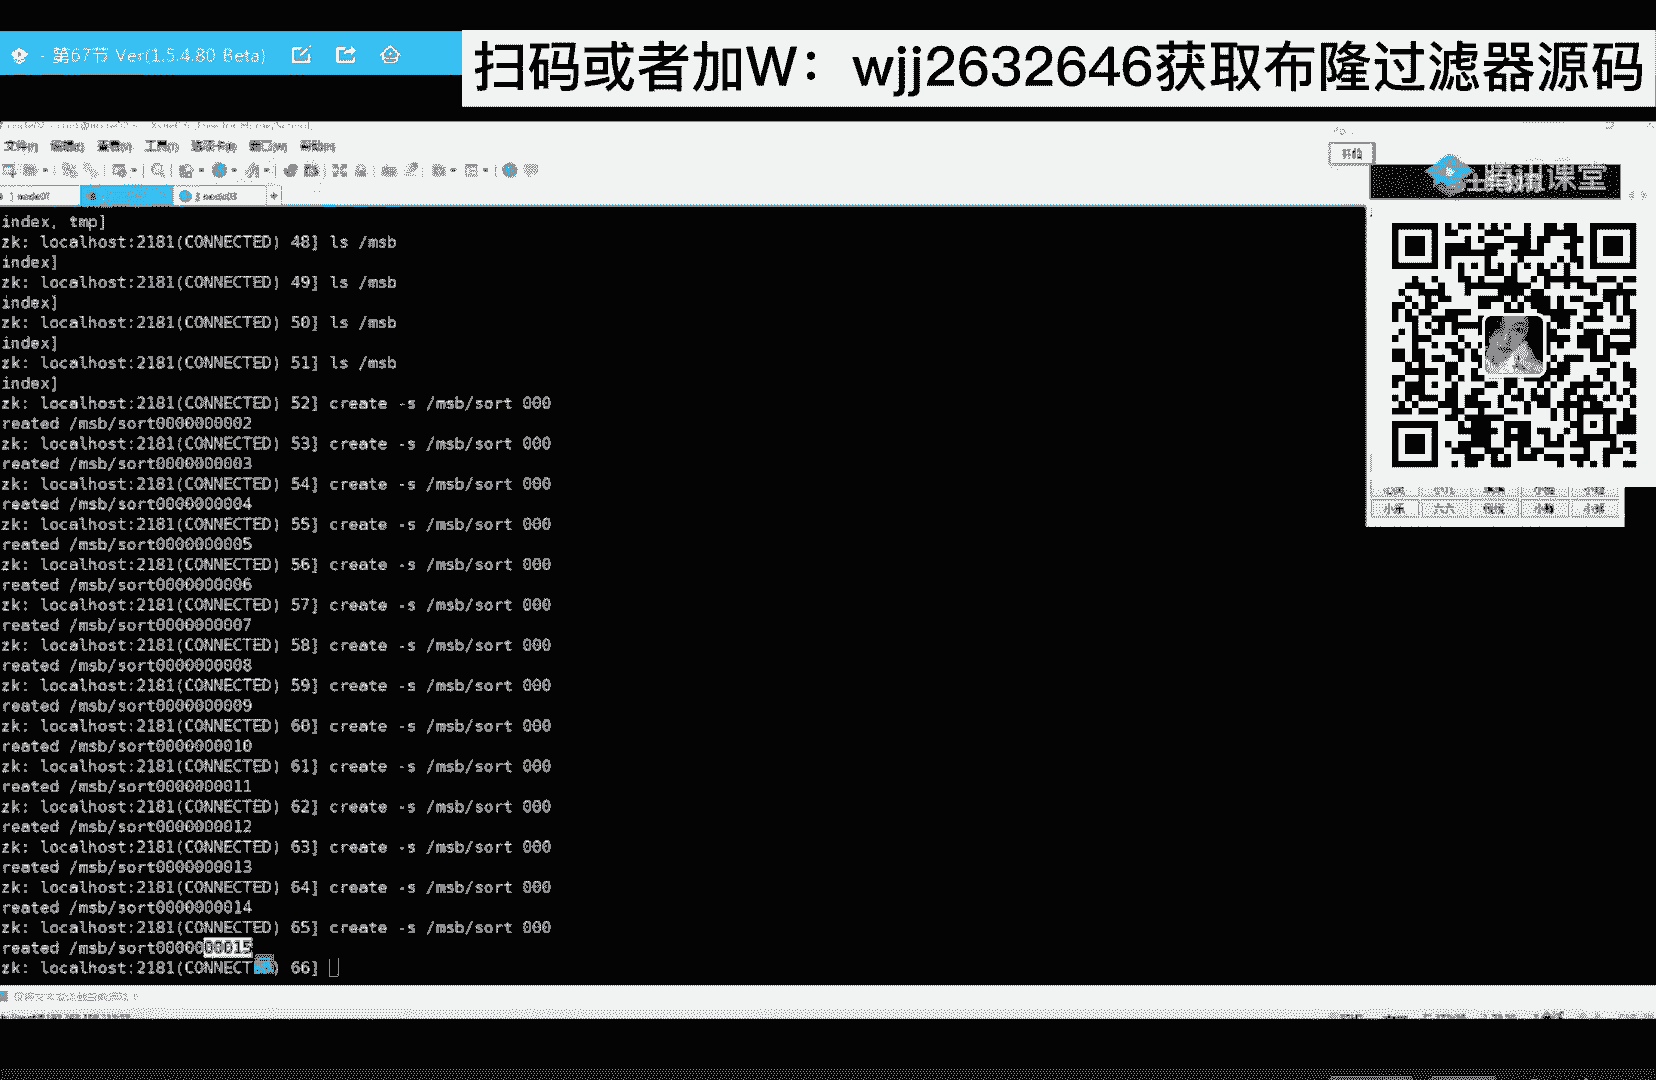 - 第67节 Ver(1.5.4.80 Beta)
扫码或者加W：wjj2632646获取布隆过滤器源码
文件(F) 编辑(E) 查看(V) 工具(T) 选项卡(B) 窗口(W) 帮助(H)
腾讯课堂
1 node01
3 node03
index, tmp]
zk: localhost:2181(CONNECTED) 48] ls /msb
index]
zk: localhost:2181(CONNECTED) 49] ls /msb
index]
zk: localhost:2181(CONNECTED) 50] ls /msb
index]
zk: localhost:2181(CONNECTED) 51] ls /msb
index]
zk: localhost:2181(CONNECTED) 52] create -s /msb/sort 000
reated /msb/sort0000000002
zk: localhost:2181(CONNECTED) 53] create -s /msb/sort 000
reated /msb/sort0000000003
zk: localhost:2181(CONNECTED) 54] create -s /msb/sort 000
reated /msb/sort0000000004
zk: localhost:2181(CONNECTED) 55] create -s /msb/sort 000
reated /msb/sort0000000005
zk: localhost:2181(CONNECTED) 56] create -s /msb/sort 000
reated /msb/sort0000000006
zk: localhost:2181(CONNECTED) 57] create -s /msb/sort 000
reated /msb/sort0000000007
zk: localhost:2181(CONNECTED) 58] create -s /msb/sort 000
reated /msb/sort0000000008
zk: localhost:2181(CONNECTED) 59] create -s /msb/sort 000
reated /msb/sort0000000009
zk: localhost:2181(CONNECTED) 60] create -s /msb/sort 000
reated /msb/sort0000000010
zk: localhost:2181(CONNECTED) 61] create -s /msb/sort 000
reated /msb/sort0000000011
zk: localhost:2181(CONNECTED) 62] create -s /msb/sort 000
reated /msb/sort0000000012
zk: localhost:2181(CONNECTED) 63] create -s /msb/sort 000
reated /msb/sort0000000013
zk: localhost:2181(CONNECTED) 64] create -s /msb/sort 000
reated /msb/sort0000000014
zk: localhost:2181(CONNECTED) 65] create -s /msb/sort 000
reated /msb/sort0000000015
zk: localhost:2181(CONNECTED) 66]
小乐 六六